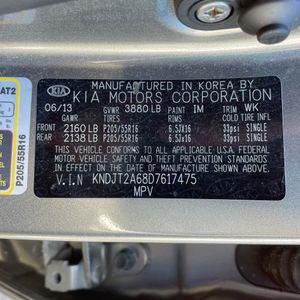 MANUFACTURED IN KOREA BY
KIA KIA MOTORS CORPORATION
06/13 GVWR 3880 LB PAINT IM TRIM WK
GAWR TIRES RIMS COLD TIRE INFL
FRONT 2160 LB P205/55R16 6.5JX16 33psi SINGLE
REAR 2138 LB P205/55R16 6.5JX16 33psi SINGLE
THIS VEHICLE CONFORMS TO ALL APPLICABLE U.S. FEDERAL
MOTOR VEHICLE SAFETY AND THEFT PREVENTION
STANDARDS IN EFFECT ON THE DATE OF MANUFACTURE
SHOWN ABOVE.
V.I.N KNDJT2A68D7617475
MPV
AT2
P205/55R16